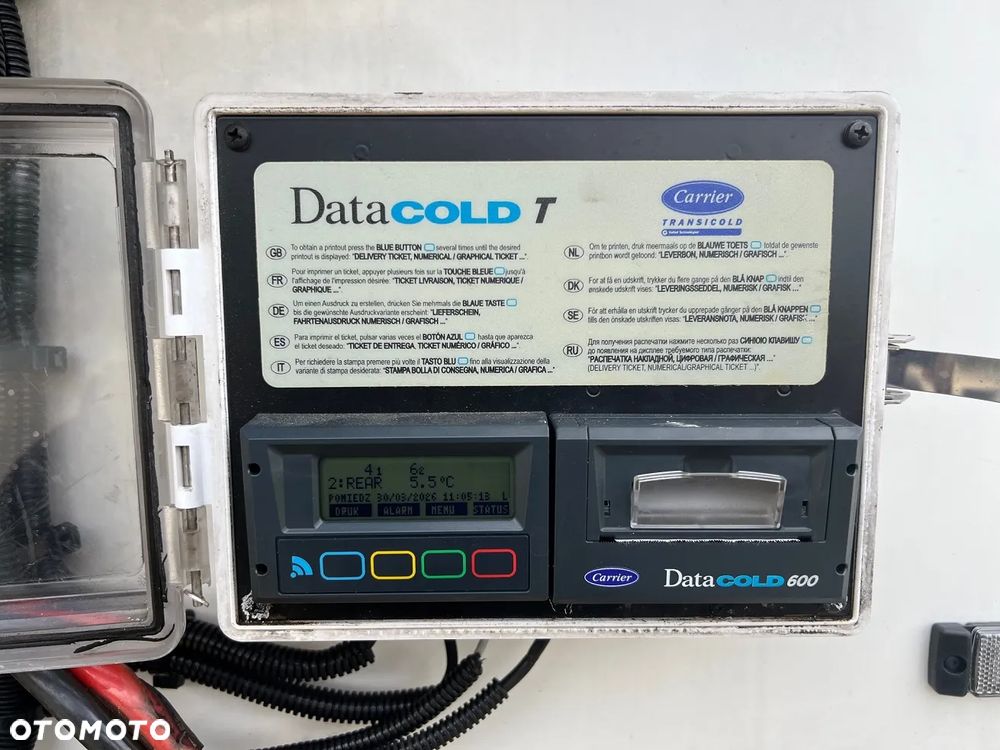 DataCOLD T
Carrier
TRANSICOLD
United Technologies
GB To obtain a printout press the BLUE BUTTON several times until the desired
printout is displayed: "DELIVERY TICKET, NUMERICAL / GRAPHICAL TICKET ...".
FR Pour imprimer un ticket, appuyer plusieurs fois sur la TOUCHE BLEUE jusqu'à
l'affichage de l'impression désirée: "TICKET LIVRAISON, TICKET NUMERIQUE /
GRAPHIQUE ...".
DE Um einen Ausdruck zu erstellen, drücken Sie mehrmals die BLAUE TASTE
bis die gewünschte Ausdruckvariante erscheint: "LIEFERSCHEIN,
FAHRTENAUSDRUCK NUMERISCH / GRAFISCH ...".
ES Para imprimir el ticket, pulsar varias veces el BOTÓN AZUL hasta que aparezca
el ticket deseado: "TICKET DE ENTREGA, TICKET NUMÉRICO / GRÁFICO ...".
IT Per richiedere la stampa premere più volte il TASTO BLU fino alla visualizzazione della
variante di stampa desiderata: "STAMPA BOLLA DI CONSEGNA, NUMERICA / GRAFICA ..."
NL Om te printen, druk meermaals op de BLAUWE TOETS totdat de gewenste
printbon wordt getoond: "LEVERBON, NUMERISCH / GRAFISCH ...".
DK For at få en udskrift, trykker du flere gange på den BLÅ KNAP indtil den
ønskede udskrift vises: "LEVERINGSSEDDEL, NUMERISK / GRAFISK ...".
SE För att erhålla en utskrift trycker du upprepade gånger på den BLÅ KNAPPEN
tills den önskade utskriften visas: "LEVERANSNOTA, NUMERISK / GRAFISK ..."
RU Для получения распечатки нажмите несколько раз СИНЮЮ КЛАВИШУ
до появления на дисплее требуемого типа распечатки:
"РАСПЕЧАТКА НАКЛАДНОЙ, ЦИФРОВАЯ / ГРАФИЧЕСКАЯ ..."
(DELIVERY TICKET, NUMERICAL/GRAPHICAL TICKET ...)".
41 62
2:REAR 5.5°C
PONIEDZ 30/03/2026 11:05:13 L
DRUK ALARM MENU STATUS
Carrier DataCOLD 600
OTOMOTO